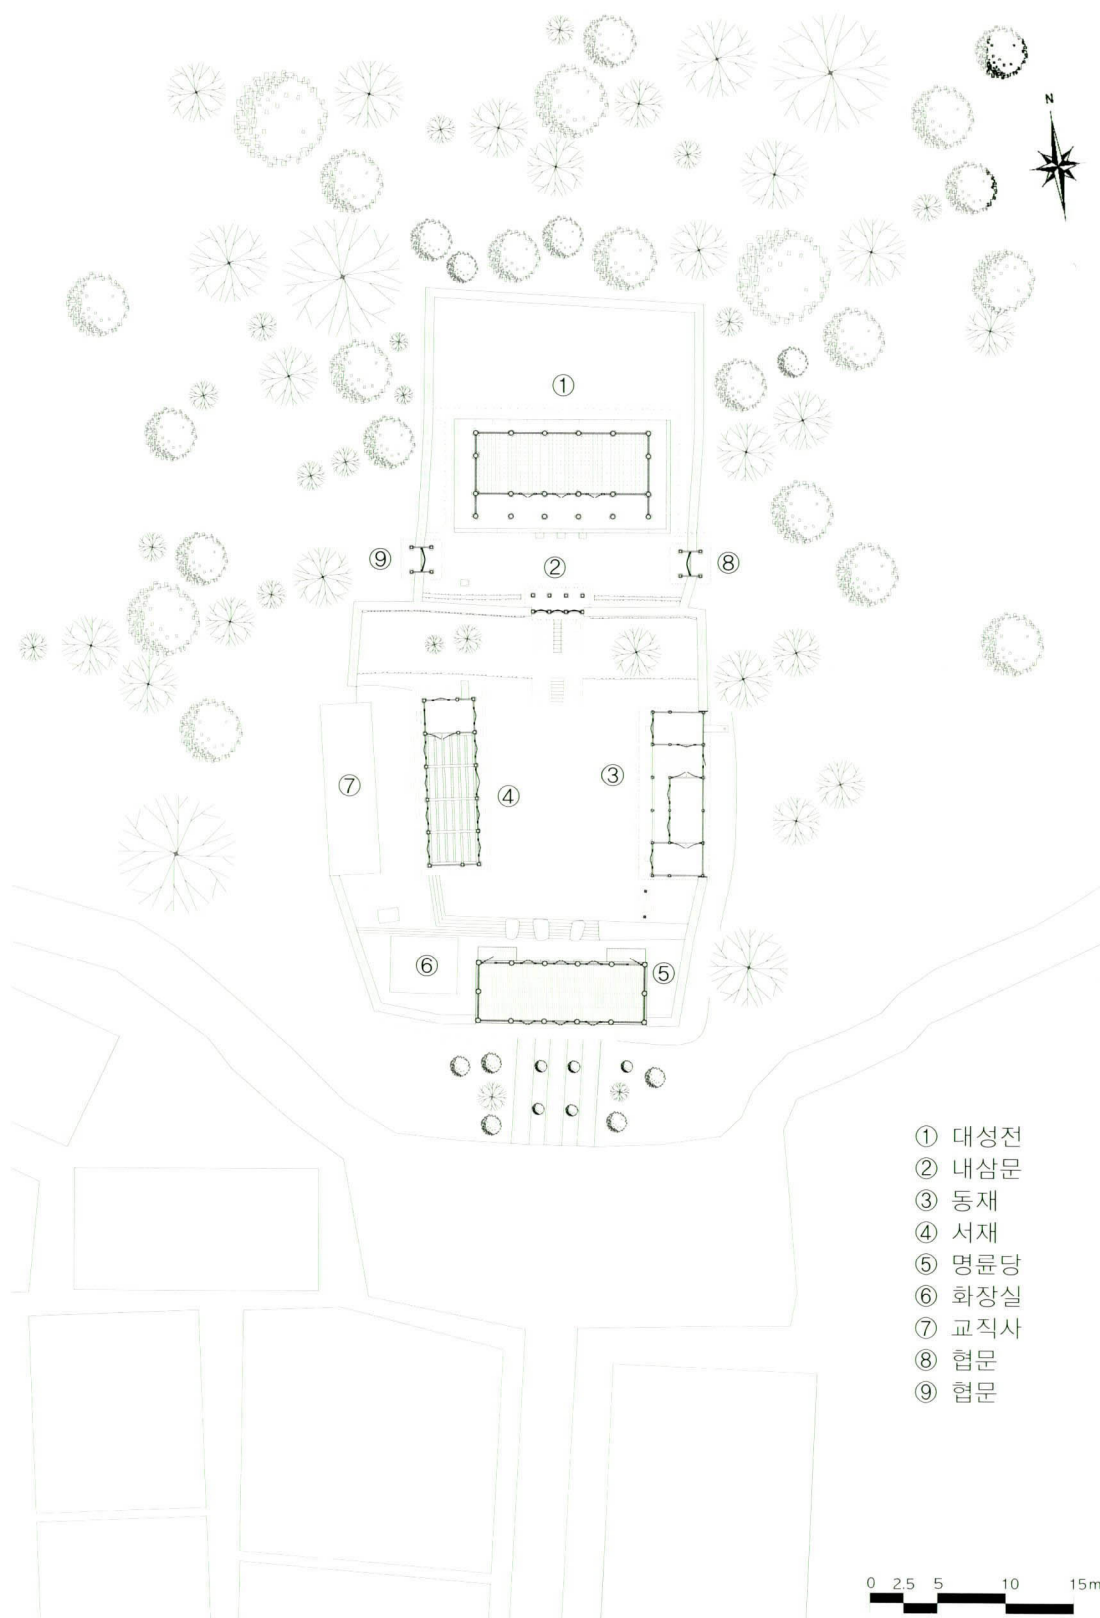 N
①
⑨
②
⑧
③
⑦
④
⑥
⑤
① 대성전
② 내삼문
③ 동재
④ 서재
⑤ 명륜당
⑥ 화장실
⑦ 교직사
⑧ 협문
⑨ 협문
0 2.5 5 10 15m